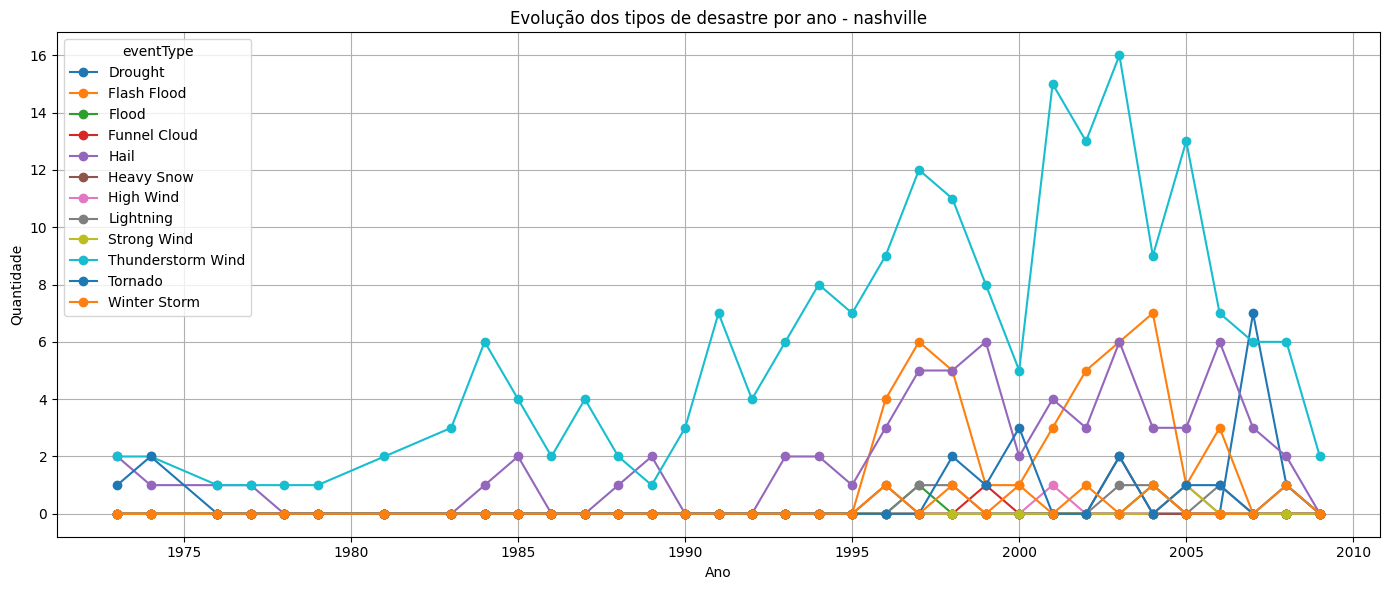 Evolução dos tipos de desastre por ano - nashville
eventType
Drought
Flash Flood
Flood
Funnel Cloud
Hail
Heavy Snow
High Wind
Lightning
Strong Wind
Thunderstorm Wind
Tornado
Winter Storm
Quantidade
16
14
12
10
8
6
4
2
0
1975 1980 1985 1990 1995 2000 2005 2010
Ano